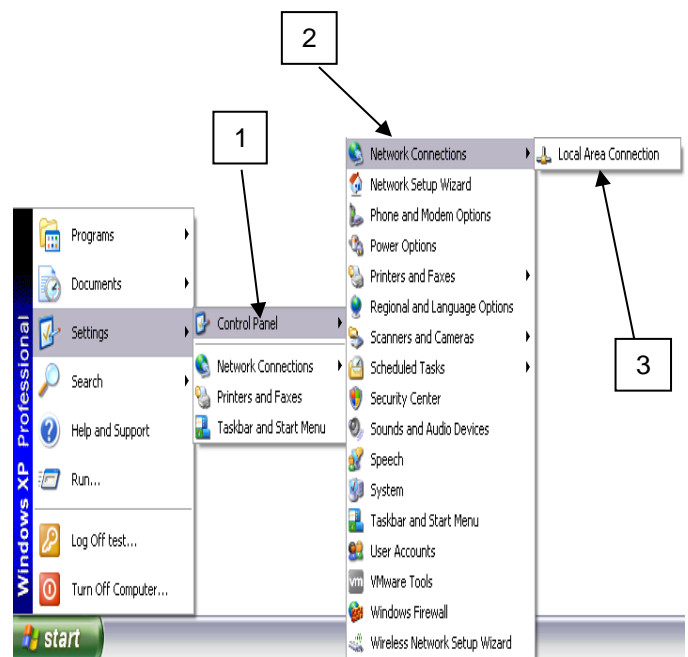 2
1
Network Connections
Local Area Connection
Network Setup Wizard
Phone and Modem Options
Power Options
Printers and Faxes
Regional and Language Options
Scanners and Cameras
Scheduled Tasks
Security Center
Sounds and Audio Devices
Speech
System
Taskbar and Start Menu
User Accounts
vm VMware Tools
Windows Firewall
Wireless Network Setup Wizard
3
Control Panel
Network Connections
Printers and Faxes
Taskbar and Start Menu
Programs
Documents
Settings
Search
Help and Support
Run...
Log Off test...
Turn Off Computer...
Windows XP Professional
start